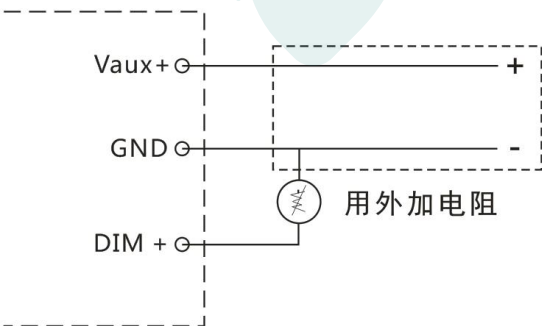 Vaux+ +
GND -
用外加电阻
DIM +